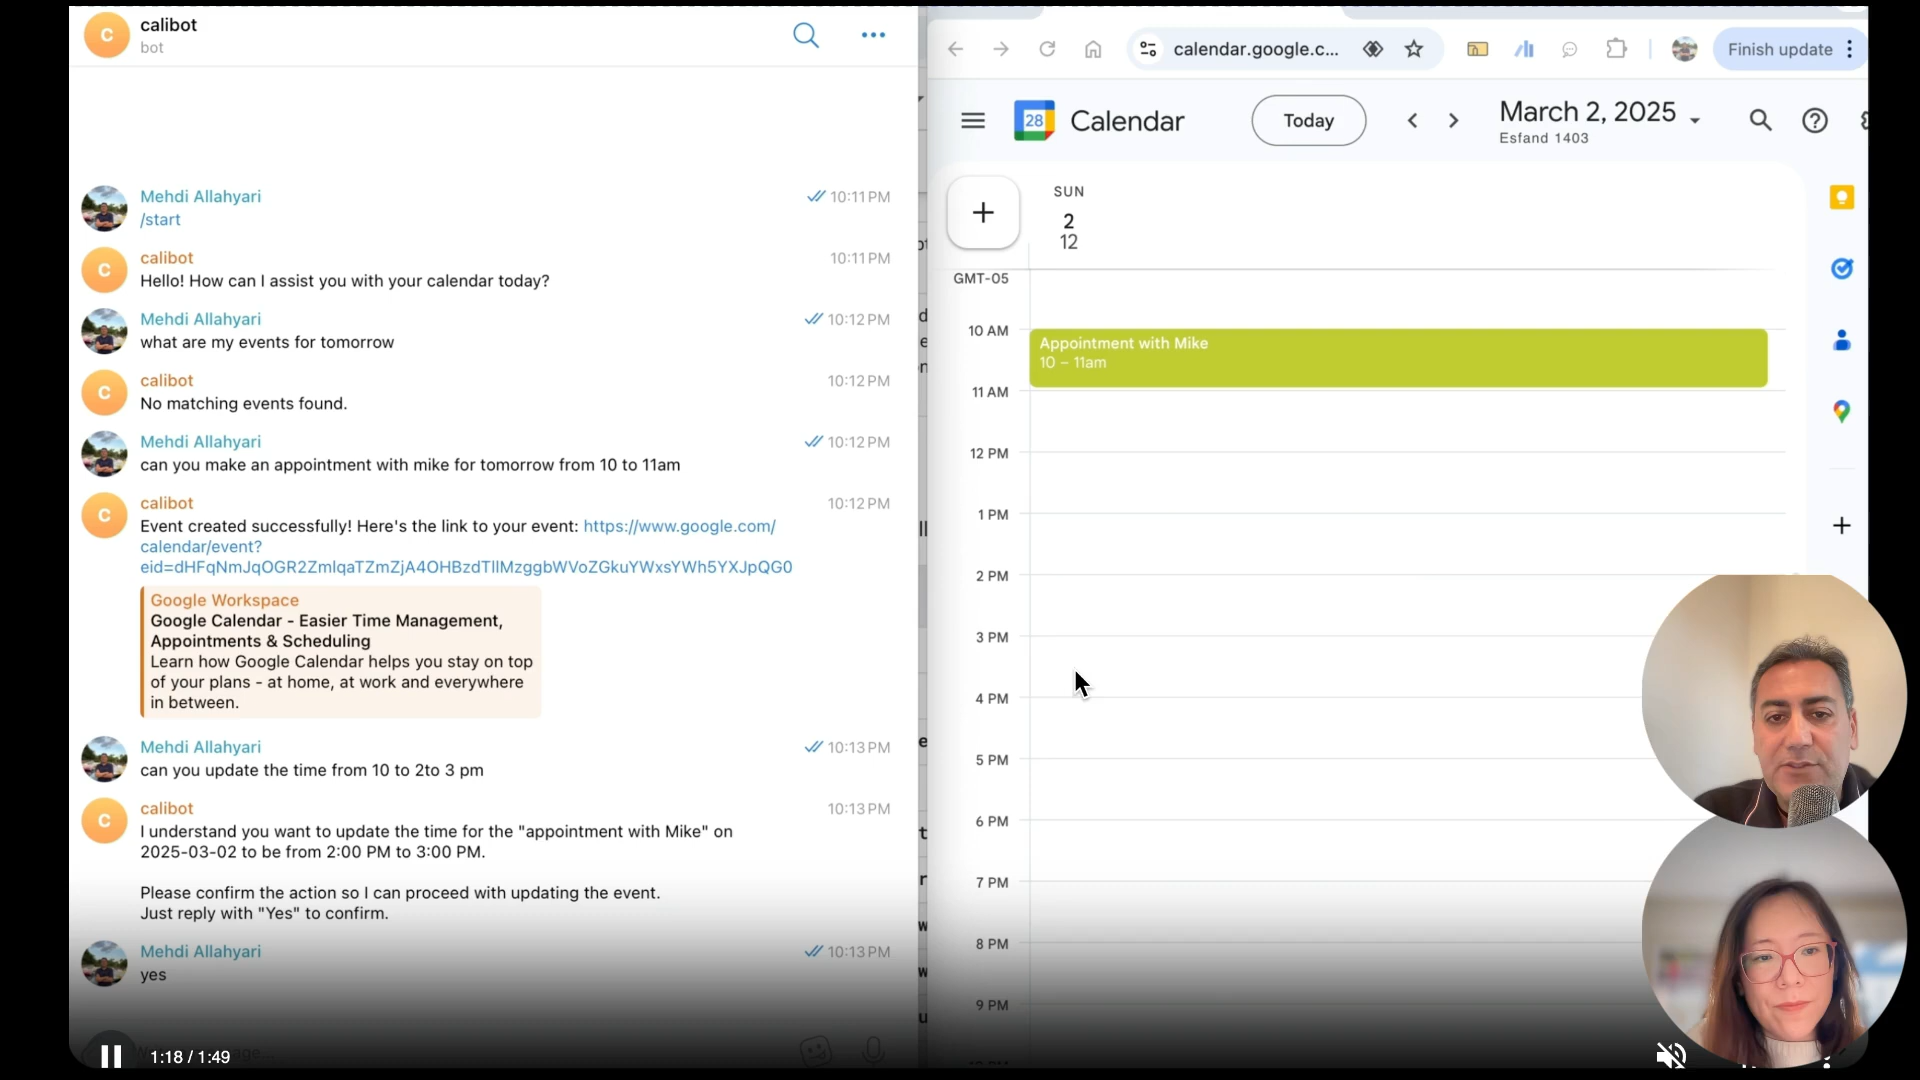 C
calibot
bot
Mehdi Allahyari
10:11 PM
/start
C
calibot
10:11 PM
Hello! How can I assist you with your calendar today?
Mehdi Allahyari
10:12 PM
what are my events for tomorrow
C
calibot
10:12 PM
No matching events found.
Mehdi Allahyari
10:12 PM
can you make an appointment with mike for tomorrow from 10 to 11am
C
calibot
10:12 PM
Event created successfully! Here's the link to your event: https://www.google.com/
calendar/event?
Google Workspace
Google Calendar - Easier Time Management,
Appointments & Scheduling
Learn how Google Calendar helps you stay on top
of your plans - at home, at work and everywhere
in between.
Mehdi Allahyari
10:13 PM
can you update the time from 10 to 2to 3 pm
C
calibot
10:13 PM
I understand you want to update the time for the "appointment with Mike" on
2025-03-02 to be from 2:00 PM to 3:00 PM.
Please confirm the action so I can proceed with updating the event.
Just reply with "Yes" to confirm.
Mehdi Allahyari
10:13 PM
yes
1:18 / 1:49
calendar.google.c...
Finish update
28
Calendar
Today
March 2, 2025
Esfand 1403
SUN
2
12
GMT-05
10 AM
Appointment with Mike
10 – 11am
11 AM
12 PM
1 PM
2 PM
3 PM
4 PM
5 PM
6 PM
7 PM
8 PM
9 PM